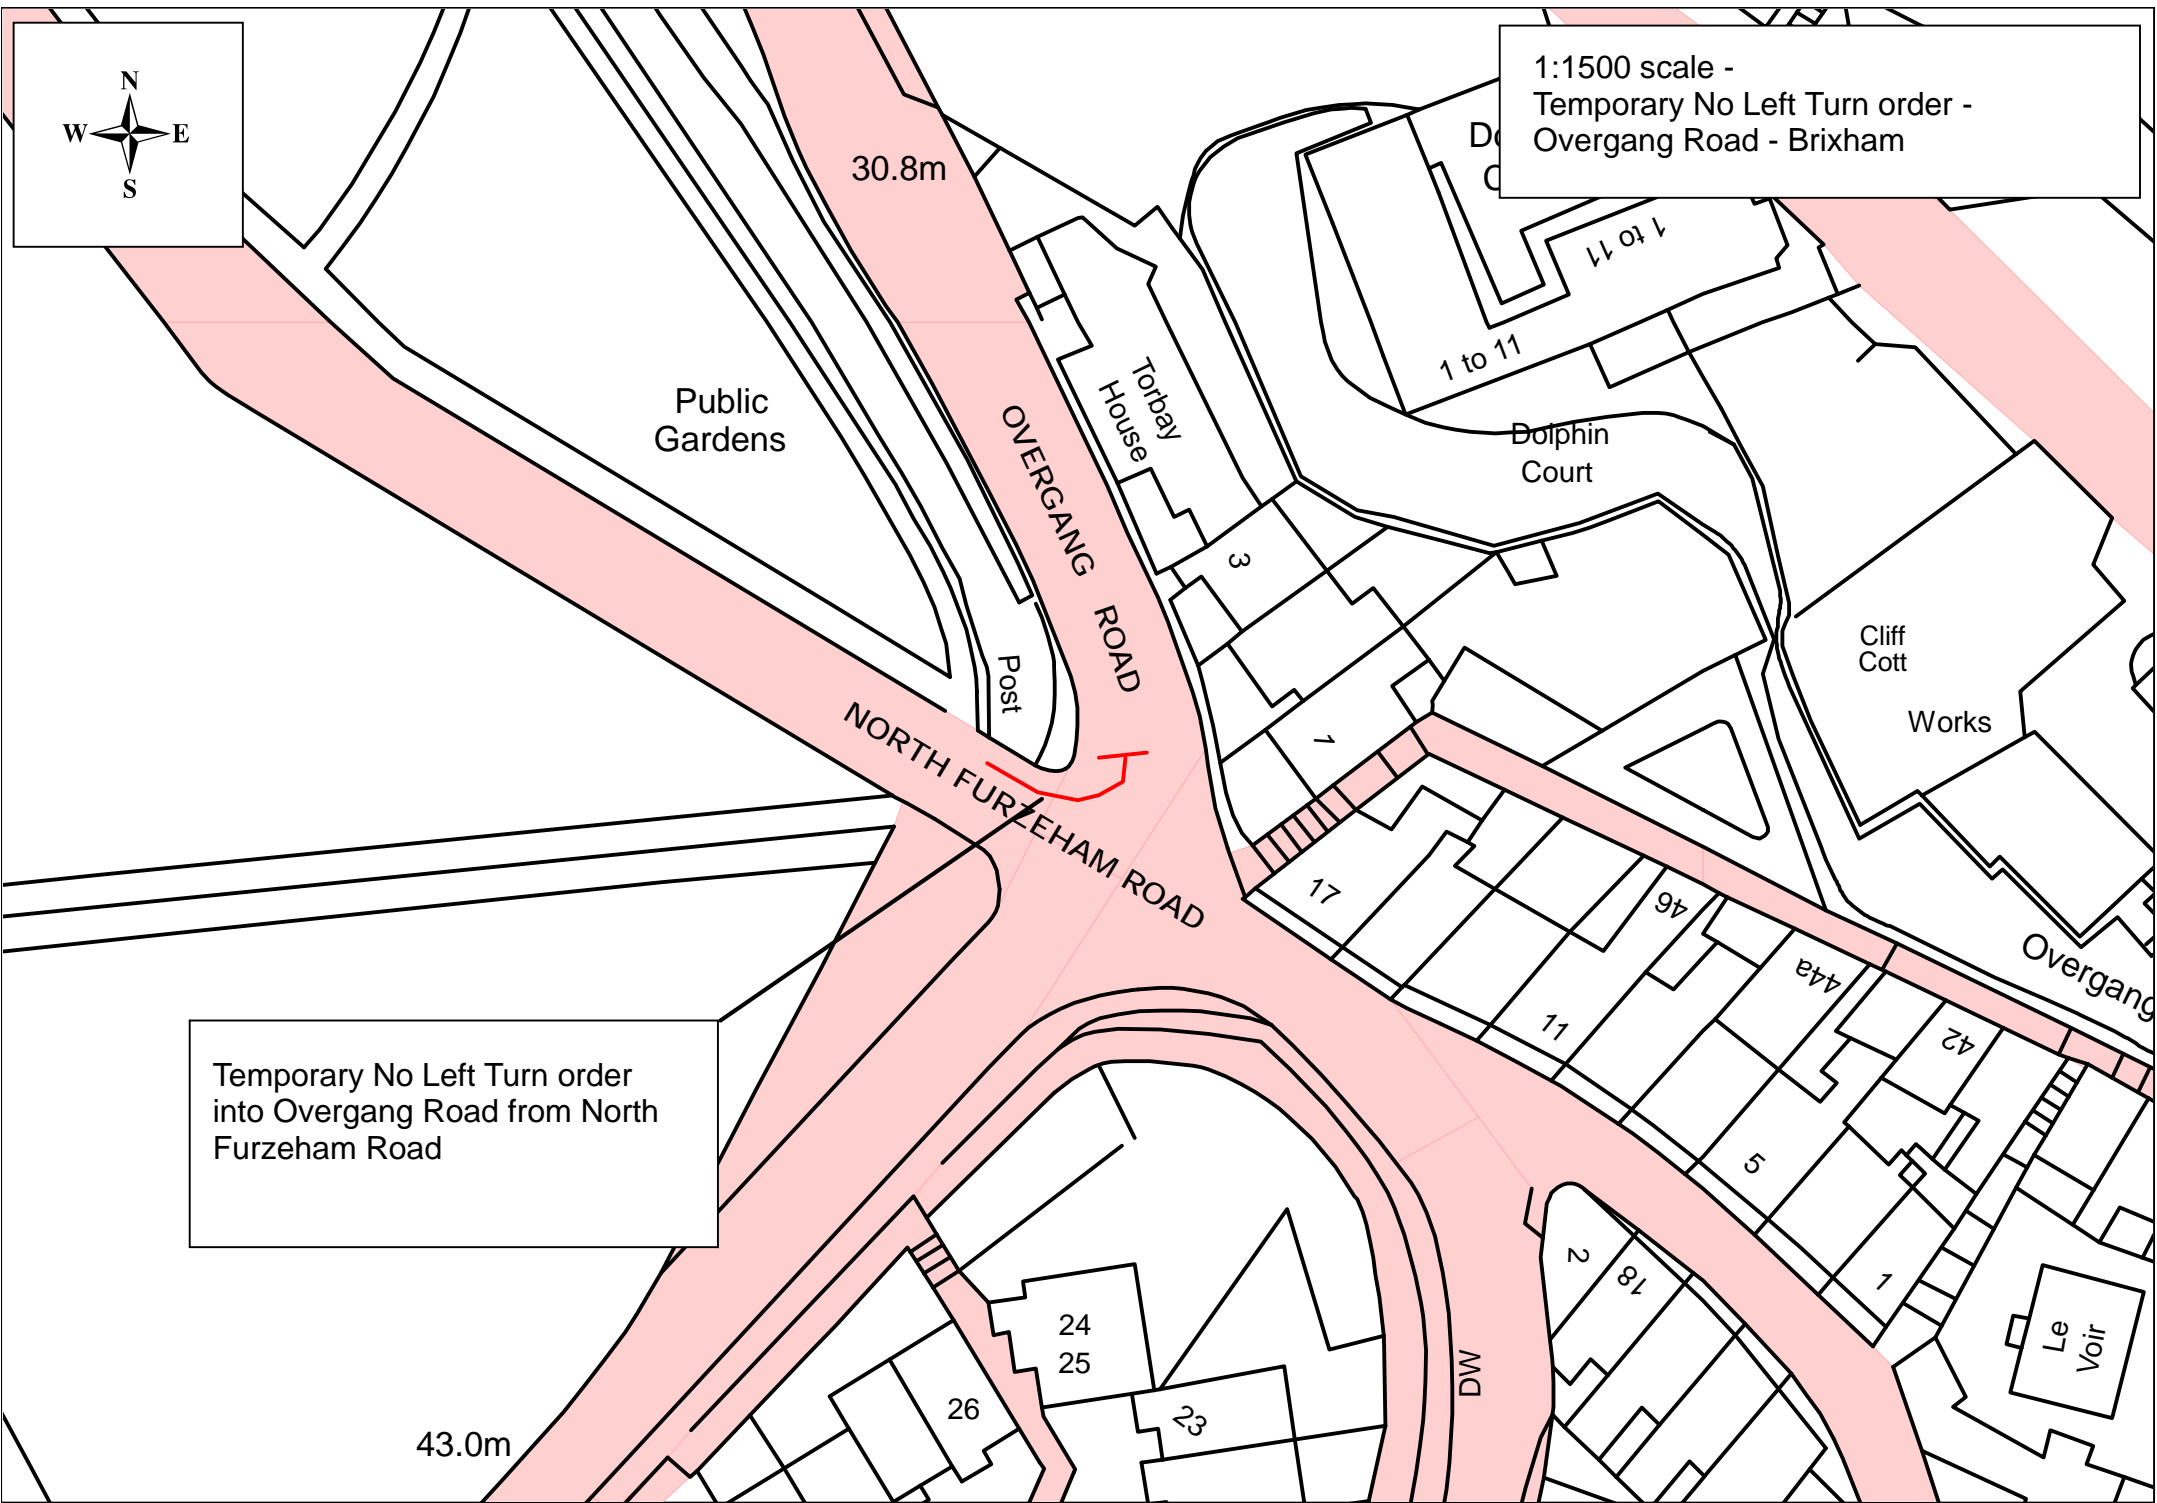 N
W E
S
1:1500 scale -
Temporary No Left Turn order -
Overgang Road - Brixham
30.8m
1 to 11
1 to 11
Public
Gardens
Torbay
House
OVERGANG ROAD
Dolphin
Court
3
Post
1
Cliff
Cott
Works
NORTH FURZEHAM ROAD
17
46
44a
42
11
5
1
Overgang
Temporary No Left Turn order
into Overgang Road from North
Furzeham Road
2
18
Le
Voir
24
25
26
23
DW
43.0m